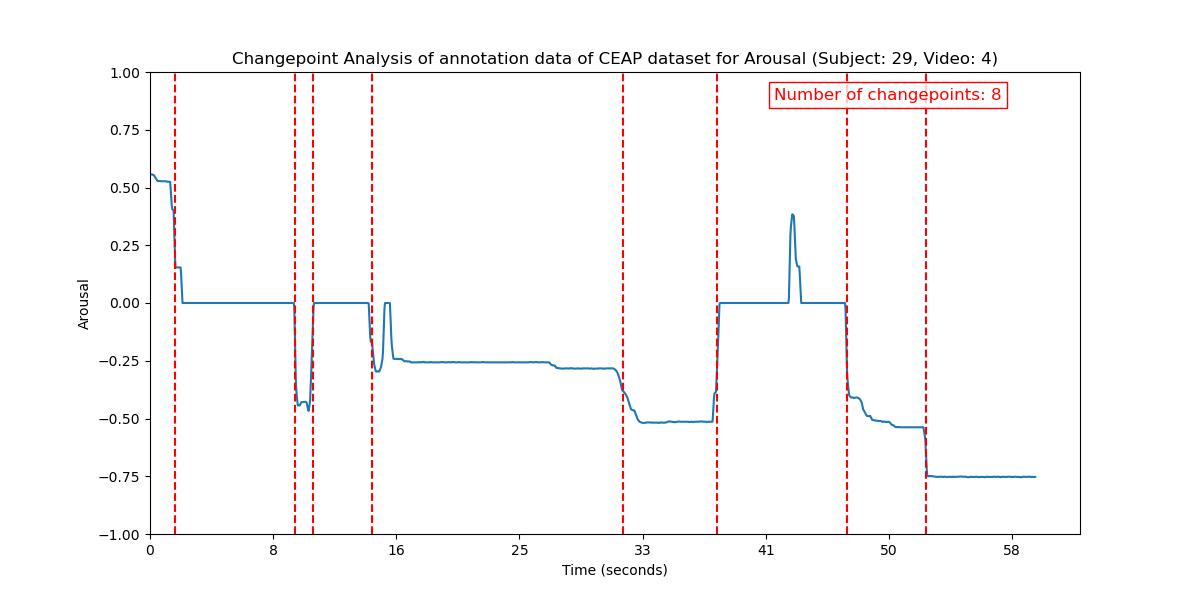 Changepoint Analysis of annotation data of CEAP dataset for Arousal (Subject: 29, Video: 4)
Number of changepoints: 8
1.00
0.75
0.50
0.25
0.00
−0.25
−0.50
−0.75
−1.00
Arousal
0 8 16 25 33 41 50 58
Time (seconds)